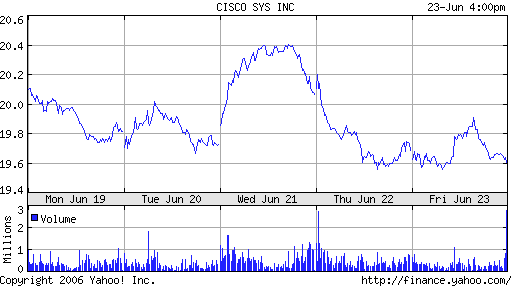 CISCO SYS INC 23-Jun 4:00pm
20.6
20.4
20.2
20.0
19.8
19.6
19.4
Mon Jun 19 Tue Jun 20 Wed Jun 21 Thu Jun 22 Fri Jun 23
3
2
1
0
Millions
Volume
Copyright 2006 Yahoo! Inc. http://finance.yahoo.com/